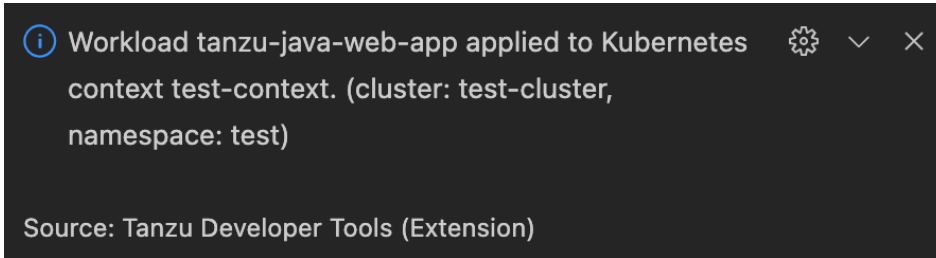 Workload tanzu-java-web-app applied to Kubernetes
context test-context. (cluster: test-cluster,
namespace: test)
Source: Tanzu Developer Tools (Extension)